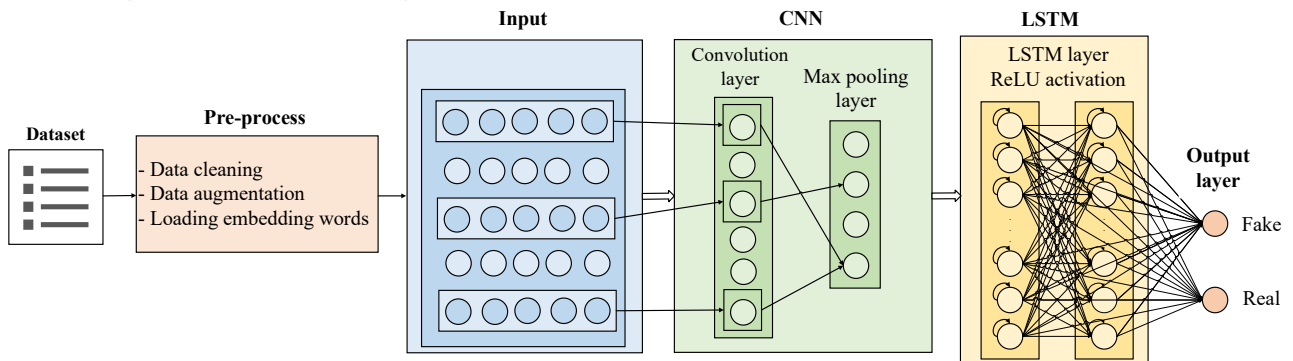 Dataset
Pre-process
- Data cleaning
- Data augmentation
- Loading embedding words
Input
CNN
Convolution
layer
Max pooling
layer
LSTM
LSTM layer
ReLU activation
Output
layer
Fake
Real